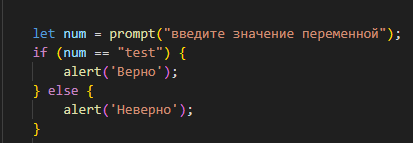 let num = prompt("введите значение переменной");
if (num == "test") {
    alert('Верно');
} else {
    alert('Неверно');
}